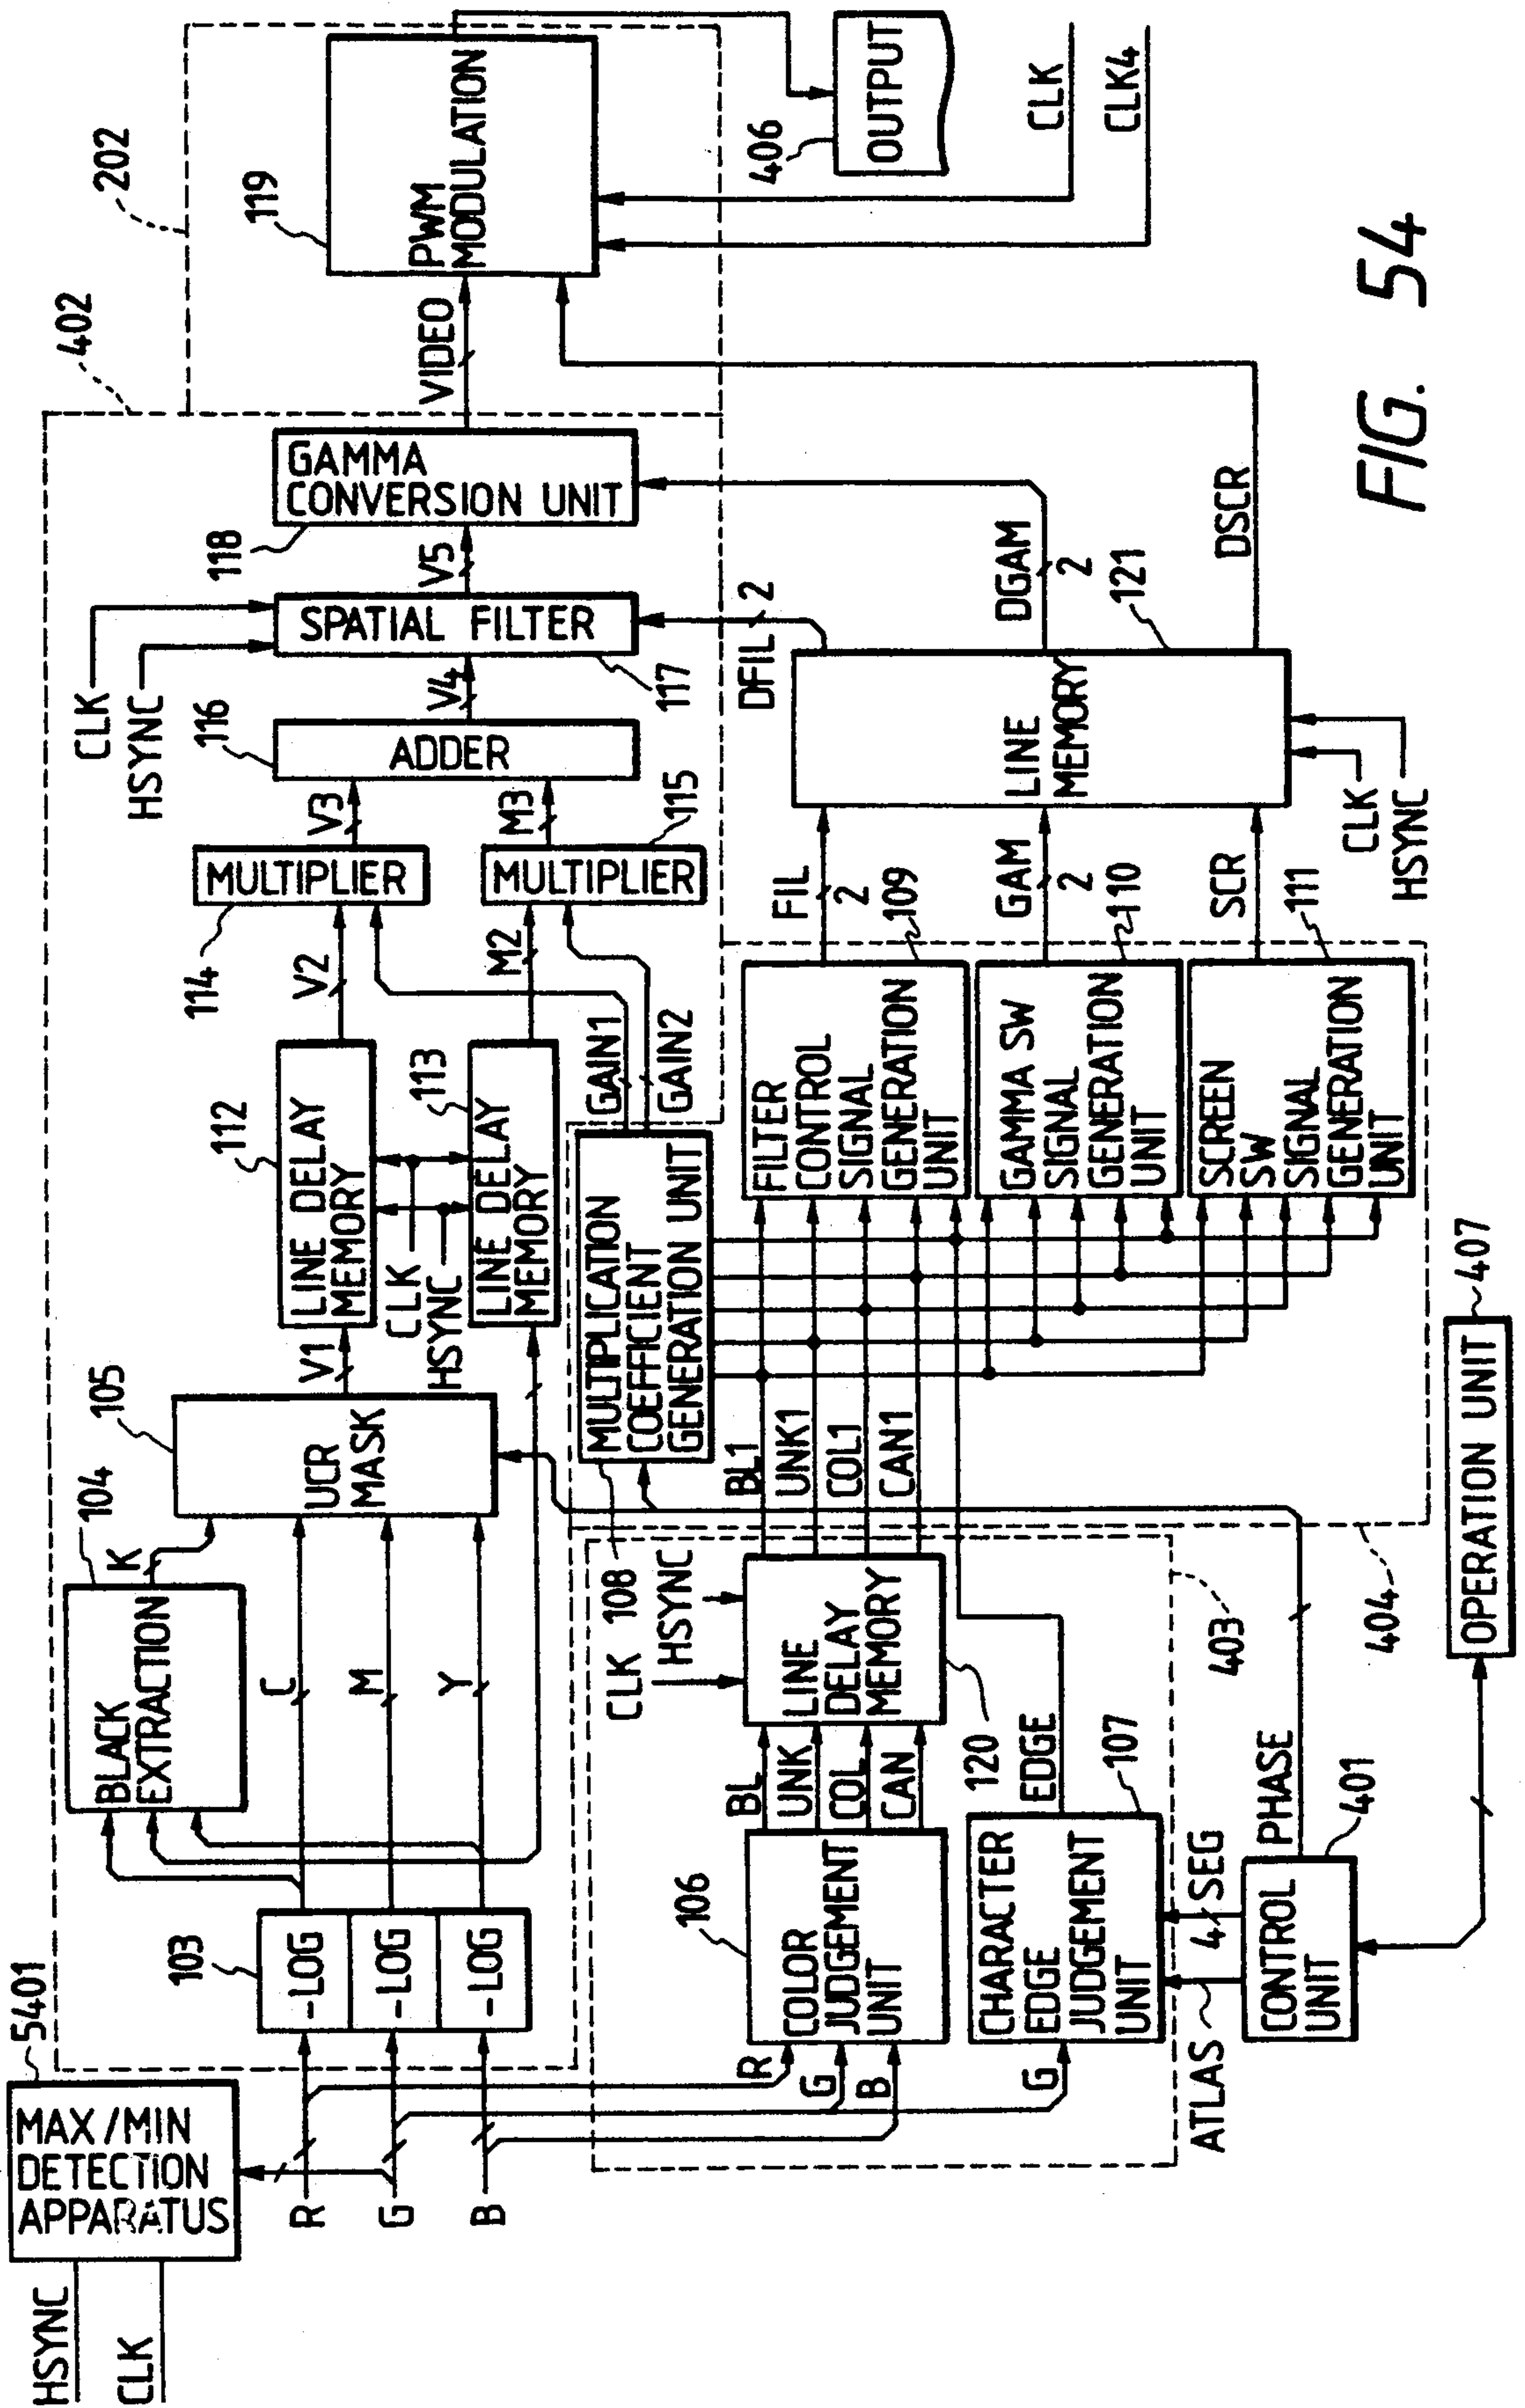 HSYNC
CLK
MAX/MIN
DETECTION
APPARATUS
5401
R
G
B
103
-LOG
-LOG
-LOG
C
M
Y
BLACK
EXTRACTION
104
K
UCR
MASK
105
V1
LINE DELAY
MEMORY
112
CLK
HSYNC
LINE DELAY
MEMORY
113
V2
M2
GAIN1
GAIN2
114
MULTIPLIER
MULTIPLIER
115
V3
M3
116
ADDER
V4
CLK
HSYNC
SPATIAL FILTER
117
V5
118
GAMMA
CONVERSION UNIT
402
VIDEO
202
119
PWM
MODULATION
406
OUTPUT
CLK
CLK4
R
G
B
G
106
COLOR
JUDGEMENT
UNIT
BL
UNK
COL
CAN
CLK
HSYNC
LINE
DELAY
MEMORY
120
CHARACTER
EDGE
JUDGEMENT
UNIT
107
EDGE
403
ATLAS
4
SEG
CONTROL
UNIT
401
PHASE
OPERATION UNIT
407
404
108
MULTIPLICATION
COEFFICIENT
GENERATION UNIT
BL1
UNK1
COL1
CAN1
FILTER
CONTROL
SIGNAL
GENERATION
UNIT
109
GAMMA SW
SIGNAL
GENERATION
UNIT
110
SCREEN
SW
SIGNAL
GENERATION
UNIT
111
FIL
2
GAM
2
SCR
LINE
MEMORY
121
CLK
HSYNC
DFIL
2
DGAM
2
DSCR
FIG. 54